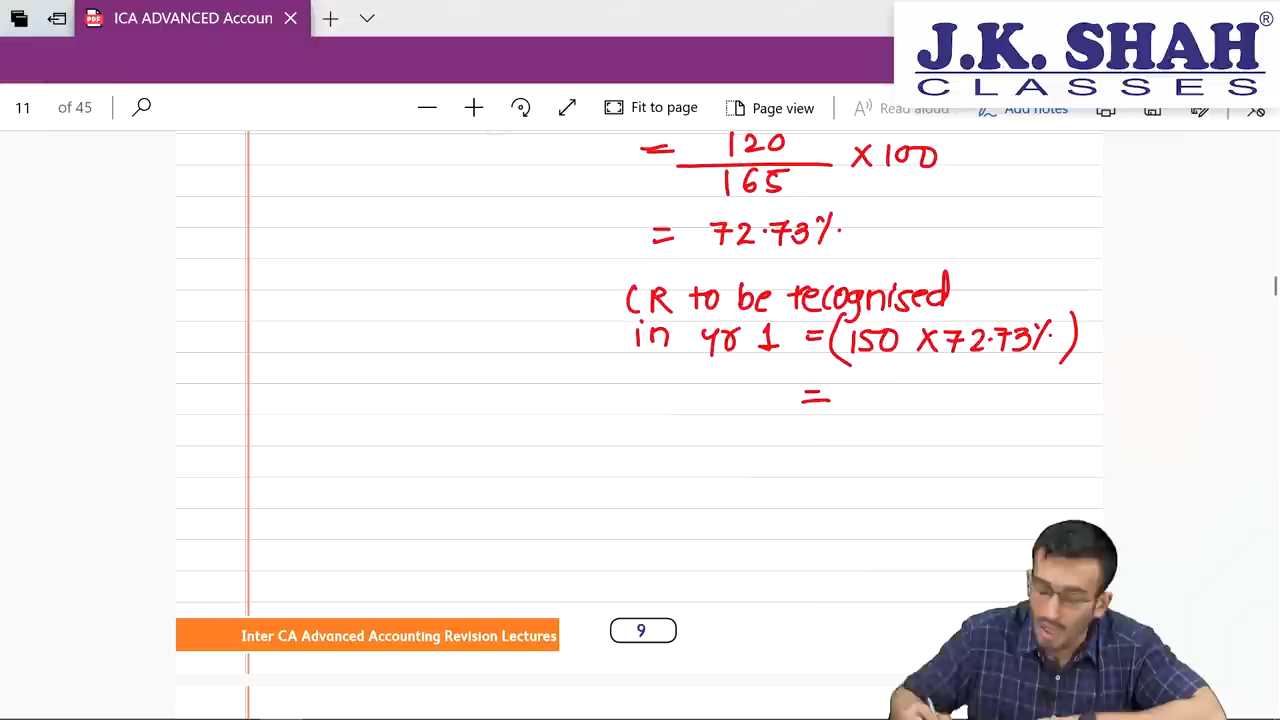 ICA ADVANCED Accoun
J.K. SHAH®
CLASSES
11 of 45
Fit to page
Page view
Read aloud
Add notes
= 120 / 165 × 100
= 72.73%
CR to be recognised
in yr 1 = (150 × 72.73%)
=
Inter CA Advanced Accounting Revision Lectures
9